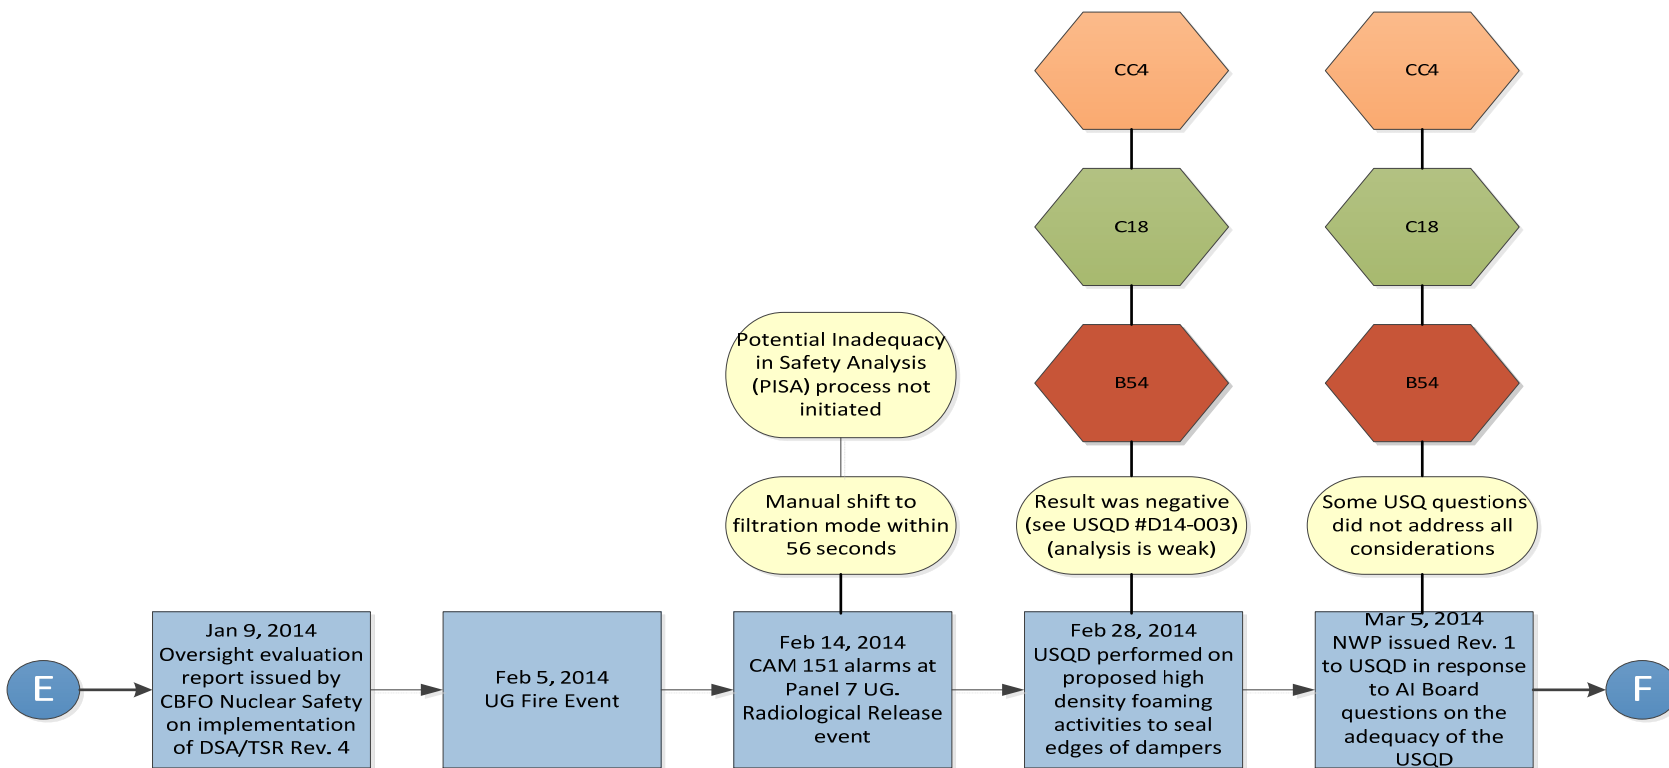 CC4
CC4
C18
C18
B54
B54
Potential Inadequacy
in Safety Analysis
(PISA) process not
initiated
Manual shift to
filtration mode within
56 seconds
Result was negative
(see USQD #D14-003)
(analysis is weak)
Some USQ questions
did not address all
considerations
E
Jan 9, 2014
Oversight evaluation
report issued by
CBFO Nuclear Safety
on implementation
of DSA/TSR Rev. 4
Feb 5, 2014
UG Fire Event
Feb 14, 2014
CAM 151 alarms at
Panel 7 UG.
Radiological Release
event
Feb 28, 2014
USQD performed on
proposed high
density foaming
activities to seal
edges of dampers
Mar 5, 2014
NWP issued Rev. 1
to USQD in response
to AI Board
questions on the
adequacy of the
USQD
F